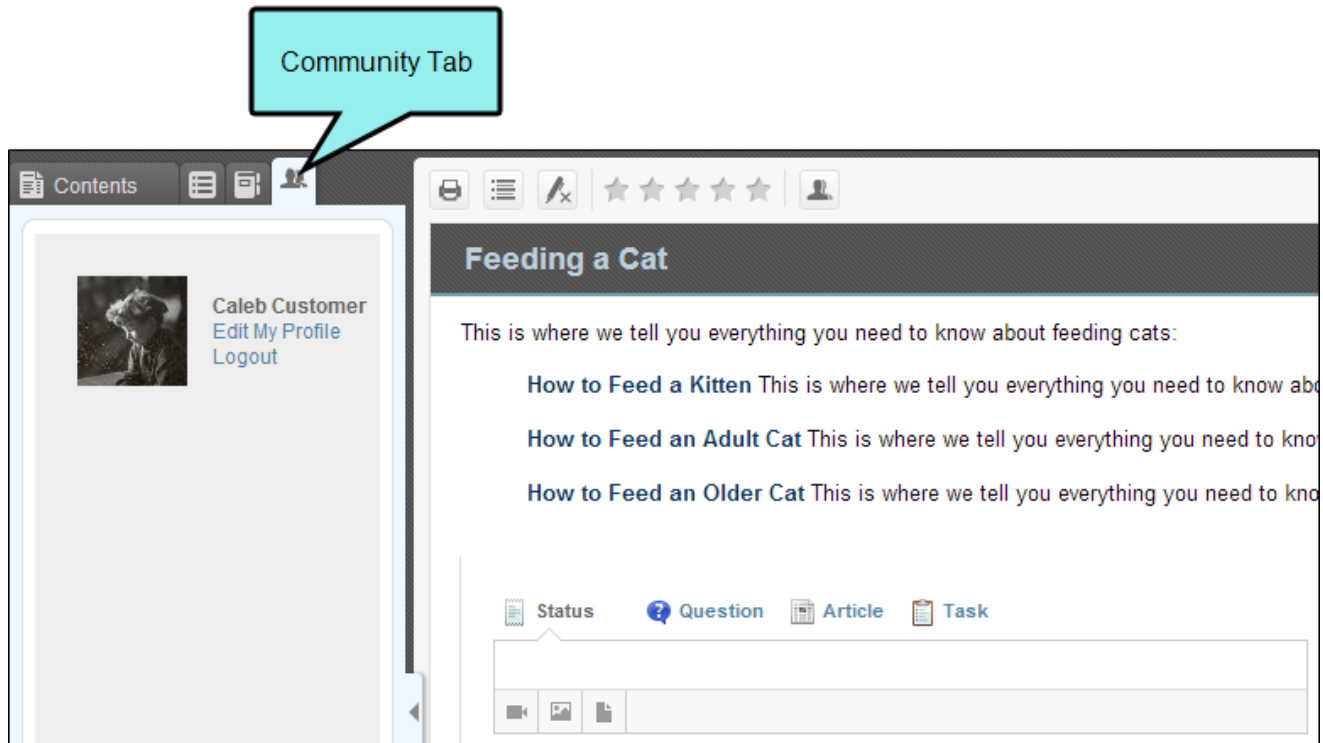 Community Tab
Contents
Feeding a Cat
Caleb Customer
Edit My Profile
Logout
This is where we tell you everything you need to know about feeding cats:
How to Feed a Kitten This is where we tell you everything you need to know abo
How to Feed an Adult Cat This is where we tell you everything you need to kno
How to Feed an Older Cat This is where we tell you everything you need to kno
Status Question Article Task